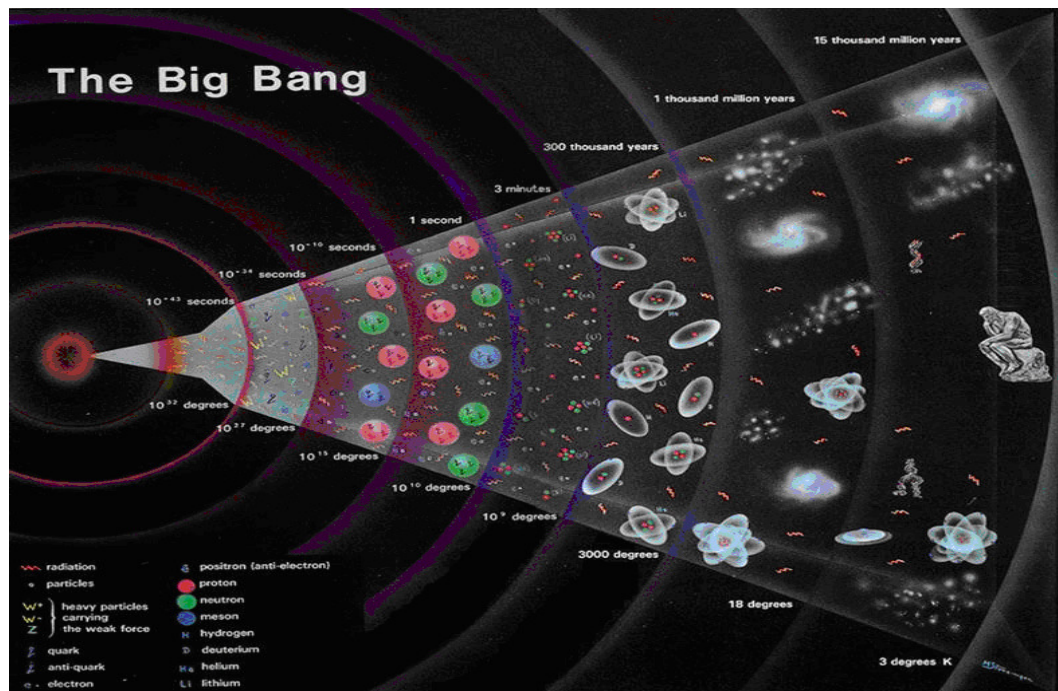 The Big Bang
15 thousand million years
1 thousand million years
300 thousand years
3 minutes
1 second
10⁻¹⁰ seconds
10⁻³⁴ seconds
10⁻⁴³ seconds
10³² degrees
10²⁷ degrees
10¹⁵ degrees
10¹⁰ degrees
10⁹ degrees
3000 degrees
18 degrees
3 degrees K
radiation
particles
W+
W-
Z
heavy particles
carrying
the weak force
quark
anti-quark
e- electron
positron (anti-electron)
proton
neutron
meson
H hydrogen
D deuterium
He helium
Li lithium